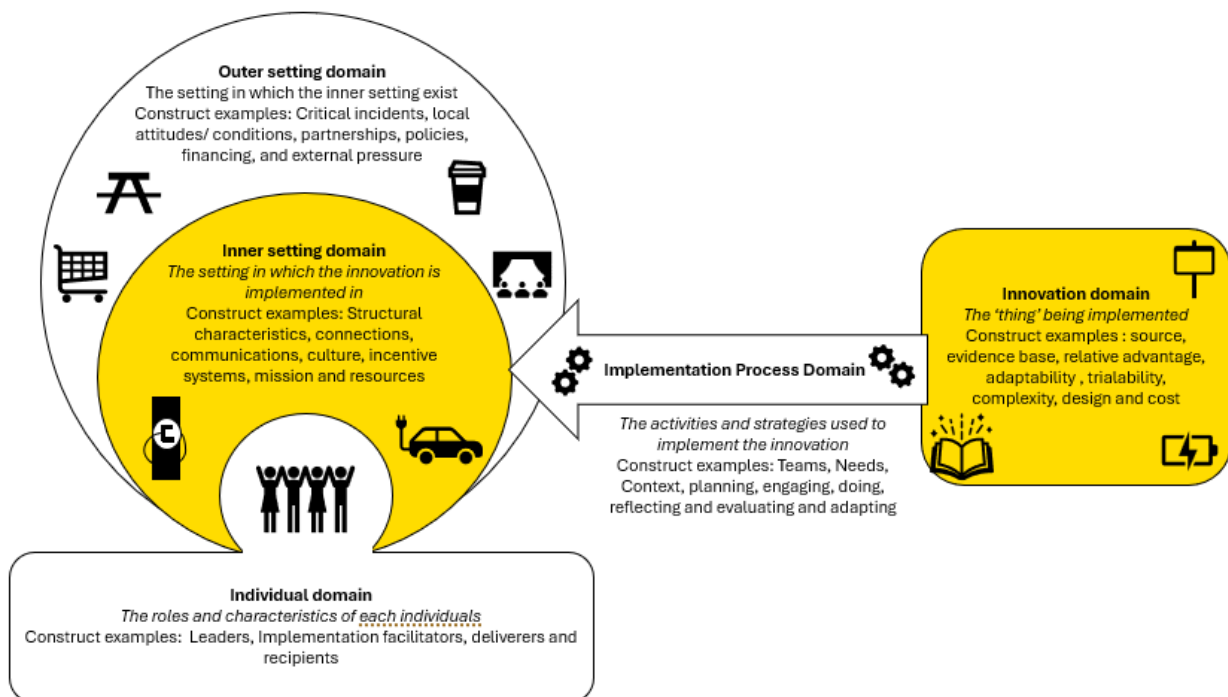 Outer setting domain
The setting in which the inner setting exist
Construct examples: Critical incidents, local
attitudes/ conditions, partnerships, policies,
financing, and external pressure
Inner setting domain
The setting in which the innovation is
implemented in
Construct examples: Structural
characteristics, connections,
communications, culture, incentive
systems, mission and resources
Implementation Process Domain
The activities and strategies used to
implement the innovation
Construct examples: Teams, Needs,
Context, planning, engaging, doing,
reflecting and evaluating and adapting
Innovation domain
The ‘thing’ being implemented
Construct examples : source,
evidence base, relative advantage,
adaptability , trialability,
complexity, design and cost
Individual domain
The roles and characteristics of each individuals
Construct examples:  Leaders, Implementation facilitators, deliverers and
recipients